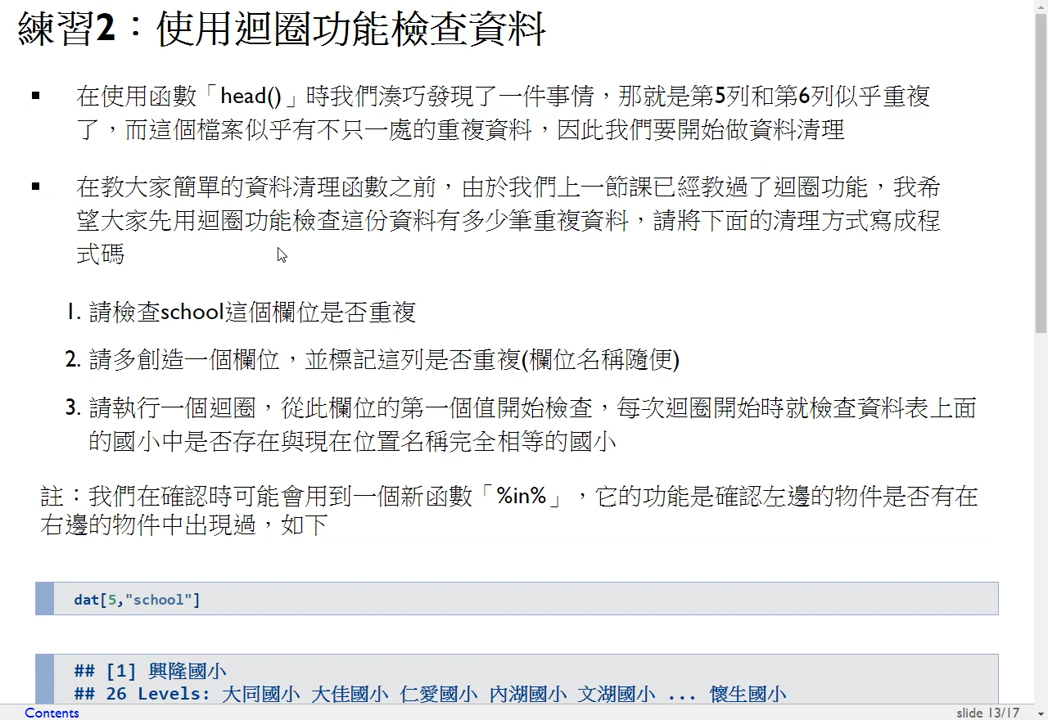 練習2：使用迴圈功能檢查資料
▪ 在使用函數「head()」時我們湊巧發現了一件事情，那就是第5列和第6列似乎重複
了，而這個檔案似乎有不只一處的重複資料，因此我們要開始做資料清理
▪ 在教大家簡單的資料清理函數之前，由於我們上一節課已經教過了迴圈功能，我希
望大家先用迴圈功能檢查這份資料有多少筆重複資料，請將下面的清理方式寫成程
式碼
1. 請檢查school這個欄位是否重複
2. 請多創造一個欄位，並標記這列是否重複(欄位名稱隨便)
3. 請執行一個迴圈，從此欄位的第一個值開始檢查，每次迴圈開始時就檢查資料表上面
的國小中是否存在與現在位置名稱完全相等的國小
註：我們在確認時可能會用到一個新函數「%in%」，它的功能是確認左邊的物件是否有在
右邊的物件中出現過，如下
dat[5,"school"]
## [1] 興隆國小
## 26 Levels: 大同國小 大佳國小 仁愛國小 內湖國小 文湖國小 ... 懷生國小
Contents
slide 13/17